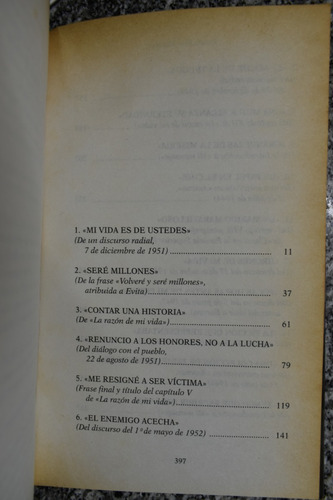 1. «MI VIDA ES DE USTEDES»
(De un discurso radial,
7 de diciembre de 1951) 11
2. «SERÉ MILLONES»
(De la frase «Volveré y seré millones»,
atribuida a Evita) 37
3. «CONTAR UNA HISTORIA»
(De «La razón de mi vida») 61
4. «RENUNCIO A LOS HONORES, NO A LA LUCHA»
(Del diálogo con el pueblo,
22 de agosto de 1951) 79
5. «ME RESIGNÉ A SER VÍCTIMA»
(Frase final y título del capítulo V
de «La razón de mi vida») 119
6. «EL ENEMIGO ACECHA»
(Del discurso del 1º de mayo de 1952) 141
397